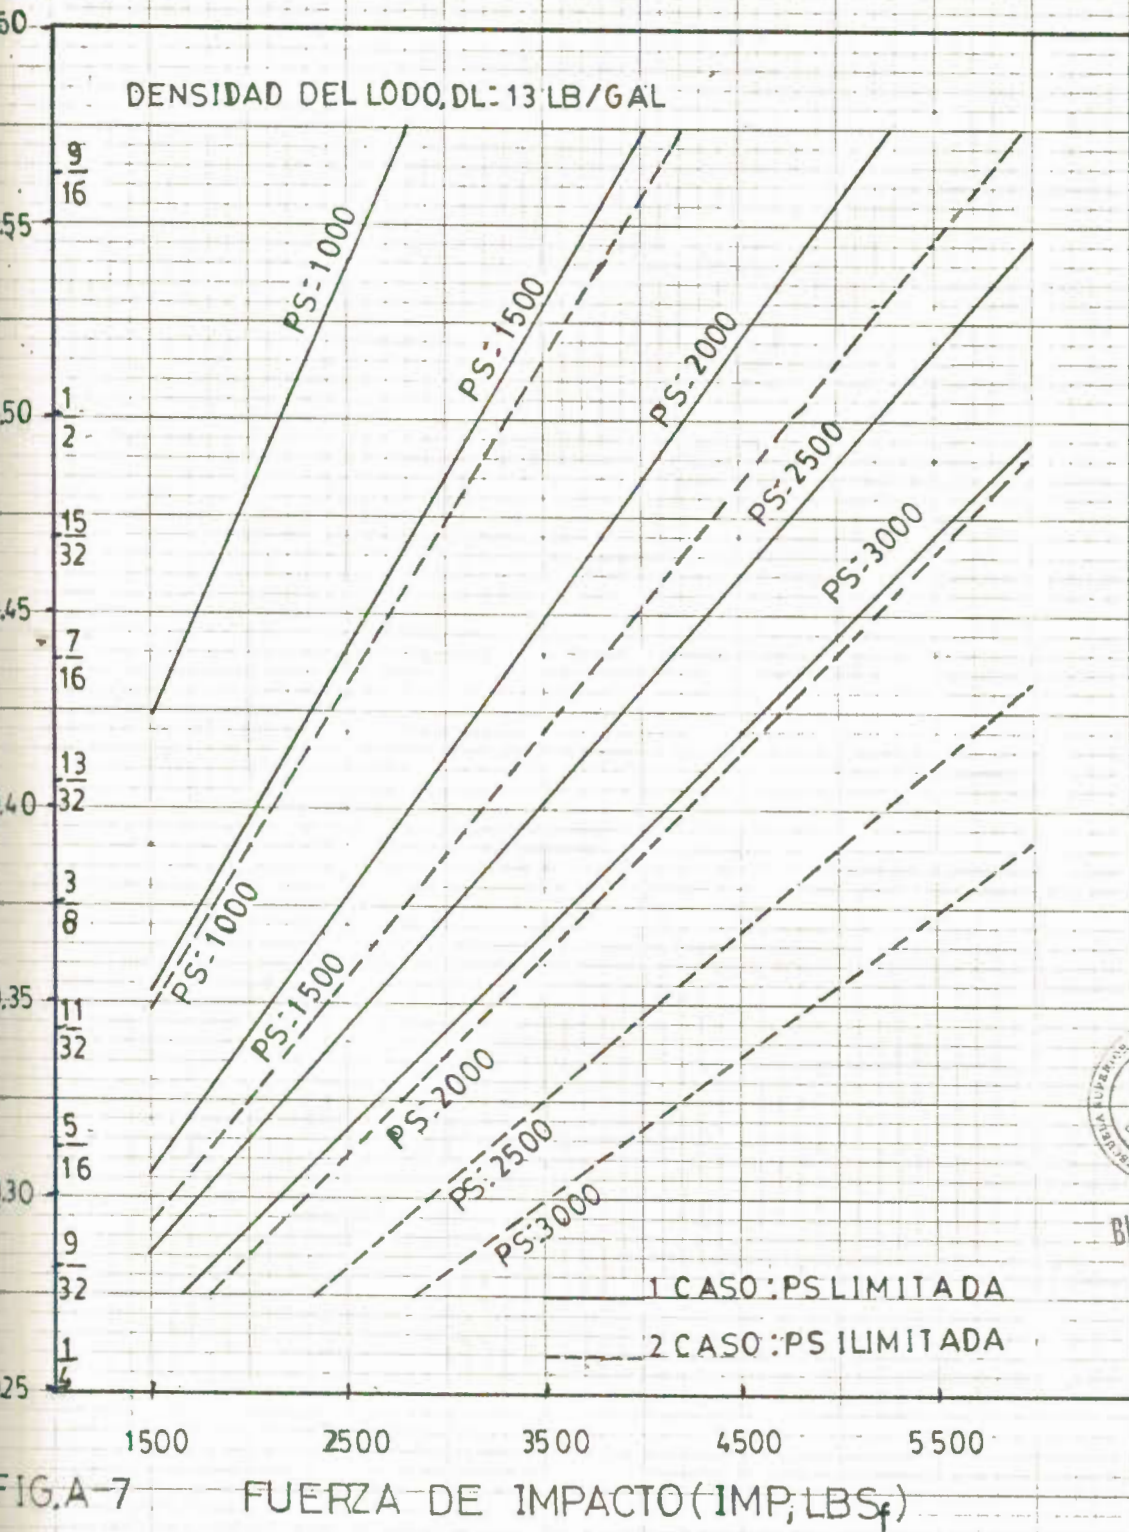 60
DENSIDAD DEL LODO, DL: 13 LB/GAL
9/16
.55
PS:1000
PS:1500
PS:2000
.50
1/2
PS:2500
15/32
PS:3000
.45
7/16
13/32
.40
3/8
PS:1000
PS:1500
.35
11/32
PS:2000
5/16
PS:2500
.30
PS:3000
9/32
1 CASO : PS LIMITADA
2 CASO : PS ILIMITADA
1/4
25
1500 2500 3500 4500 5500
FIG. A-7 FUERZA DE IMPACTO (IMP, LBSf)